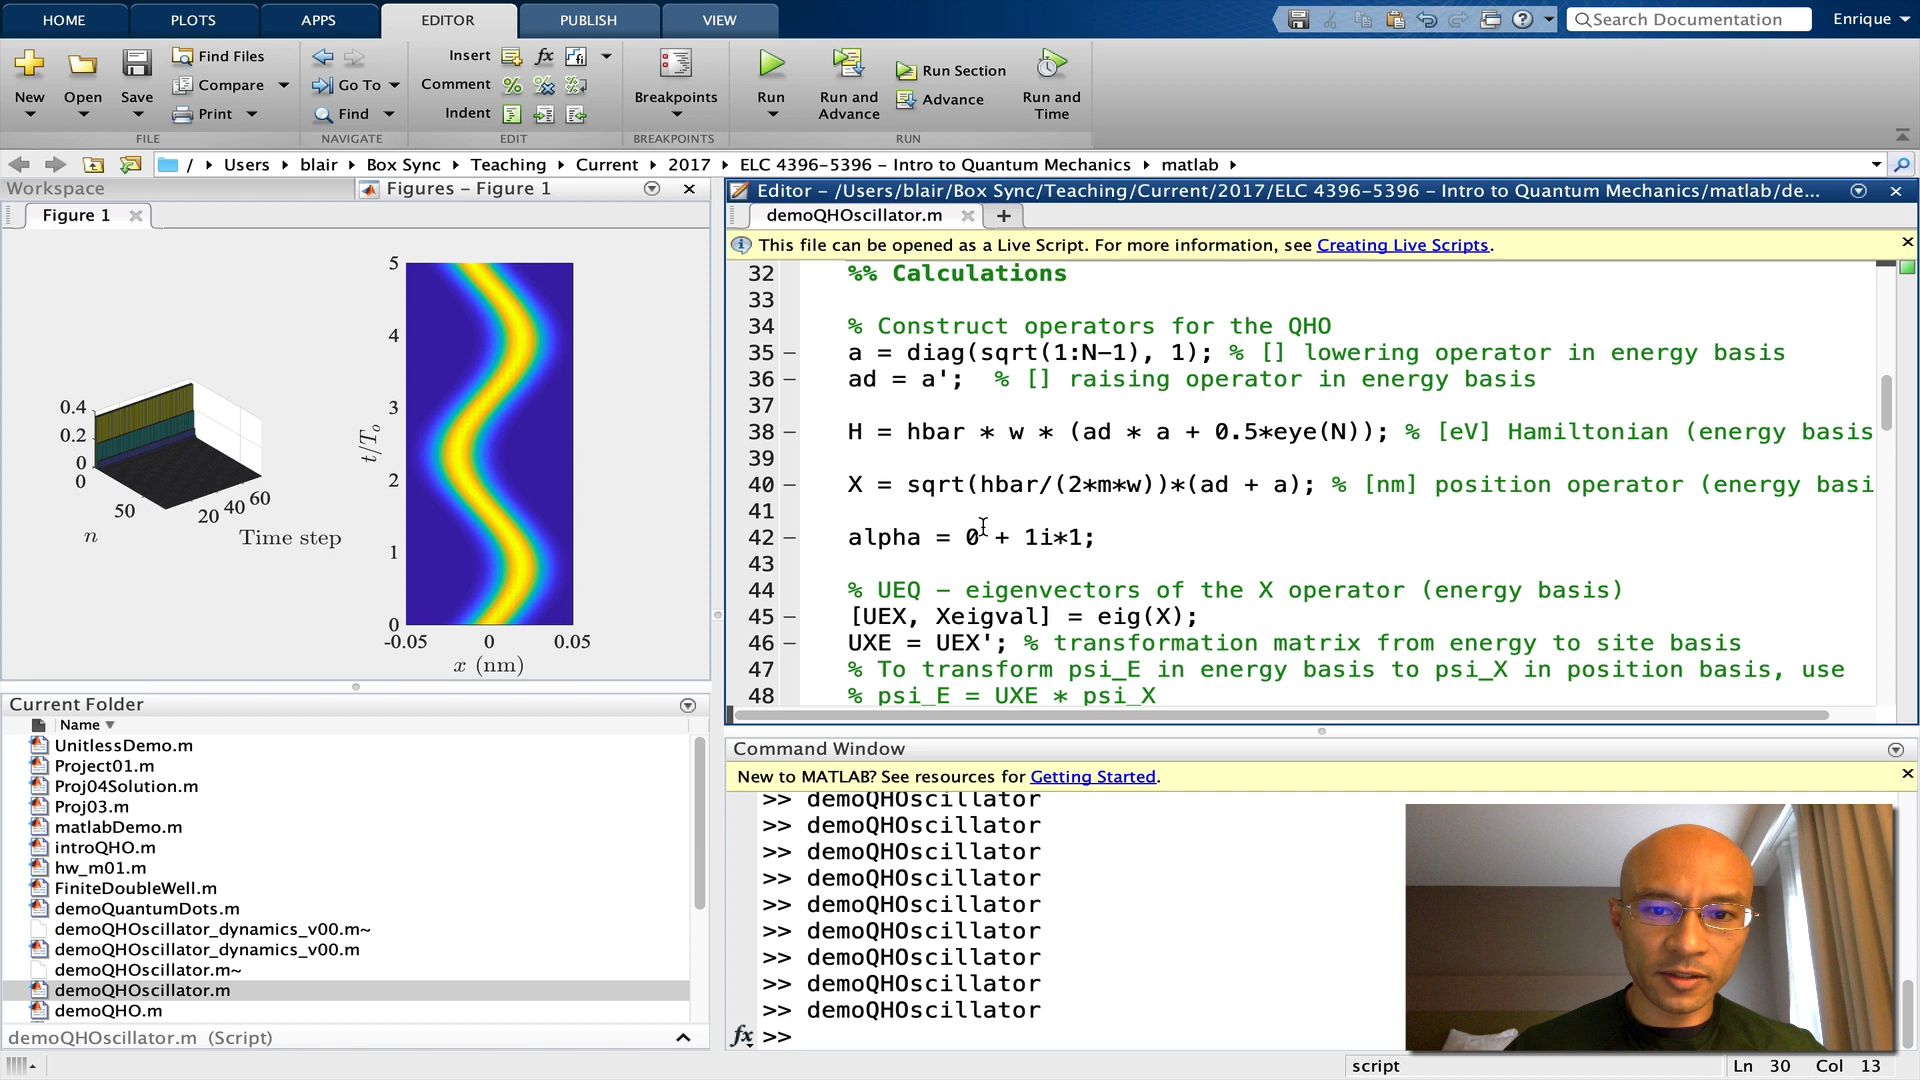 HOME PLOTS APPS EDITOR PUBLISH VIEW Search Documentation Enrique
New Open Save Find Files Compare Print
FILE
Go To Find
NAVIGATE
Insert fx
Comment
Indent
EDIT
Breakpoints
BREAKPOINTS
Run Run and Advance Run Section Advance Run and Time
RUN
/ Users blair Box Sync Teaching Current 2017 ELC 4396-5396 - Intro to Quantum Mechanics matlab
Workspace
Figures - Figure 1
Figure 1
0.4
0.2
0
0
50
n
20 40 60
Time step
5
4
3
2
1
0
t/To
-0.05 0 0.05
x (nm)
Current Folder
Name
UnitlessDemo.m
Project01.m
Proj04Solution.m
Proj03.m
matlabDemo.m
introQHO.m
hw_m01.m
FiniteDoubleWell.m
demoQuantumDots.m
demoQHOscillator_dynamics_v00.m~
demoQHOscillator_dynamics_v00.m
demoQHOscillator.m~
demoQHOscillator.m
demoQHO.m
demoQHOscillator.m (Script)
Editor - /Users/blair/Box Sync/Teaching/Current/2017/ELC 4396-5396 - Intro to Quantum Mechanics/matlab/de...
demoQHOscillator.m
This file can be opened as a Live Script. For more information, see Creating Live Scripts.
32 %% Calculations
33
34 % Construct operators for the QHO
35 - a = diag(sqrt(1:N-1), 1); % [] lowering operator in energy basis
36 - ad = a'; % [] raising operator in energy basis
37
38 - H = hbar * w * (ad * a + 0.5*eye(N)); % [eV] Hamiltonian (energy basis
39
40 - X = sqrt(hbar/(2*m*w))*(ad + a); % [nm] position operator (energy basi
41
42 - alpha = 0 + 1i*1;
43
44 % UEQ - eigenvectors of the X operator (energy basis)
45 - [UEX, Xeigval] = eig(X);
46 - UXE = UEX'; % transformation matrix from energy to site basis
47 % To transform psi_E in energy basis to psi_X in position basis, use
48 % psi_E = UXE * psi_X
Command Window
New to MATLAB? See resources for Getting Started.
>> demoQHOscillator
>> demoQHOscillator
>> demoQHOscillator
>> demoQHOscillator
>> demoQHOscillator
>> demoQHOscillator
>> demoQHOscillator
>> demoQHOscillator
>> demoQHOscillator
fx >>
script Ln 30 Col 13